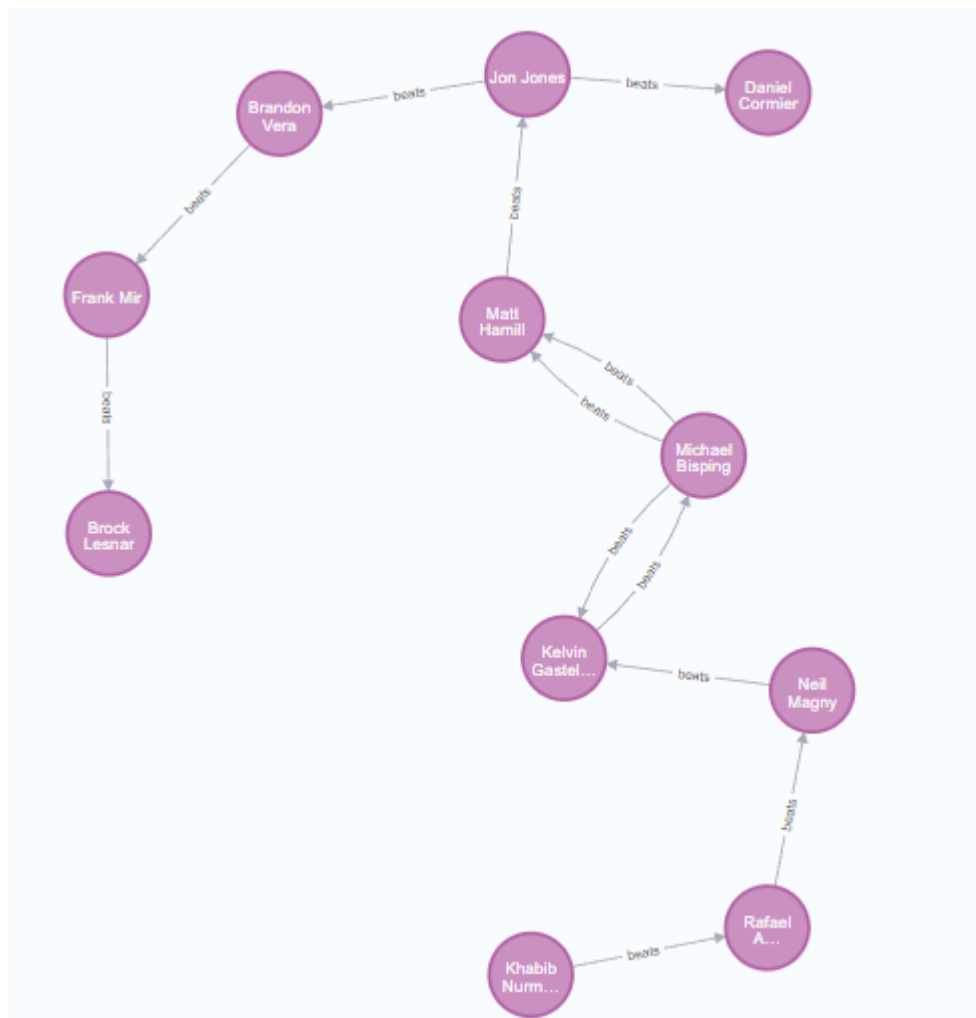 Jon Jones
beats
beats
Daniel
Cormier
Brandon
Vera
beats
beats
Frank Mir
Matt
Hamill
beats
beats
beats
Michael
Bisping
Brock
Lesnar
beats
beats
Kelvin
Gastel...
beats
Neil
Magny
beats
Rafael
A...
beats
Khabib
Nurm...